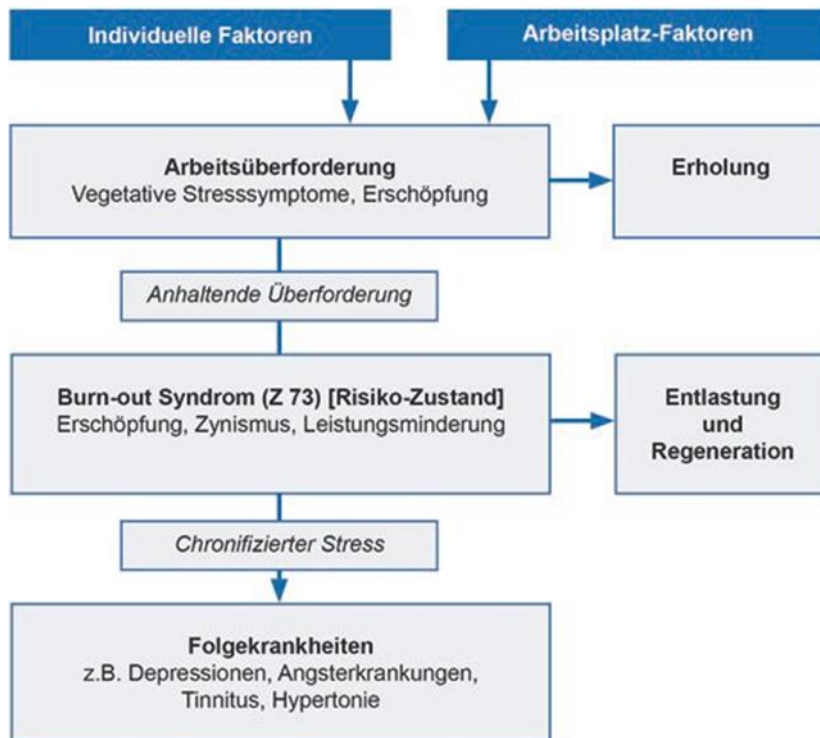 Individuelle Faktoren
Arbeitsplatz-Faktoren
Arbeitsüberforderung
Vegetative Stresssymptome, Erschöpfung
Erholung
Anhaltende Überforderung
Burn-out Syndrom (Z 73) [Risiko-Zustand]
Erschöpfung, Zynismus, Leistungsminderung
Entlastung
und
Regeneration
Chronifizierter Stress
Folgekrankheiten
z.B. Depressionen, Angsterkrankungen,
Tinnitus, Hypertonie